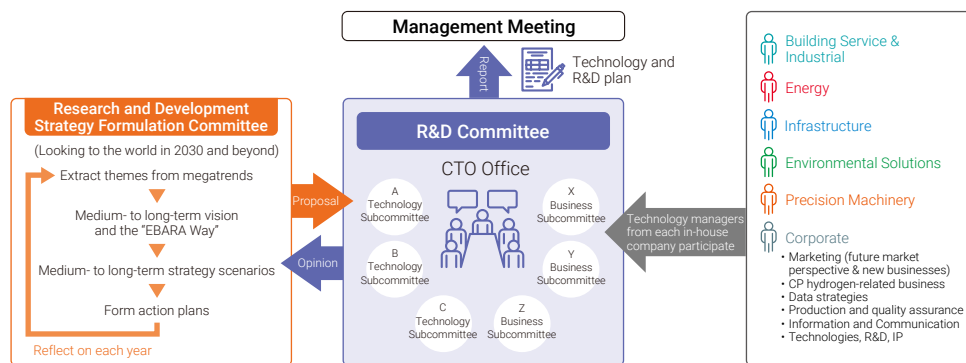 Management Meeting
Report
Technology and
R&D plan
Research and Development
Strategy Formulation Committee
(Looking to the world in 2030 and beyond)
Extract themes from megatrends
Medium- to long-term vision
and the "EBARA Way"
Medium- to long-term strategy scenarios
Form action plans
Reflect on each year
Proposal
Opinion
R&D Committee
CTO Office
A
Technology
Subcommittee
B
Technology
Subcommittee
C
Technology
Subcommittee
X
Business
Subcommittee
Y
Business
Subcommittee
Z
Business
Subcommittee
Technology managers
from each in-house
company participate
Building Service &
Industrial
Energy
Infrastructure
Environmental Solutions
Precision Machinery
Corporate
• Marketing (future market
perspective & new businesses)
• CP hydrogen-related business
• Data strategies
• Production and quality assurance
• Information and Communication
• Technologies, R&D, IP